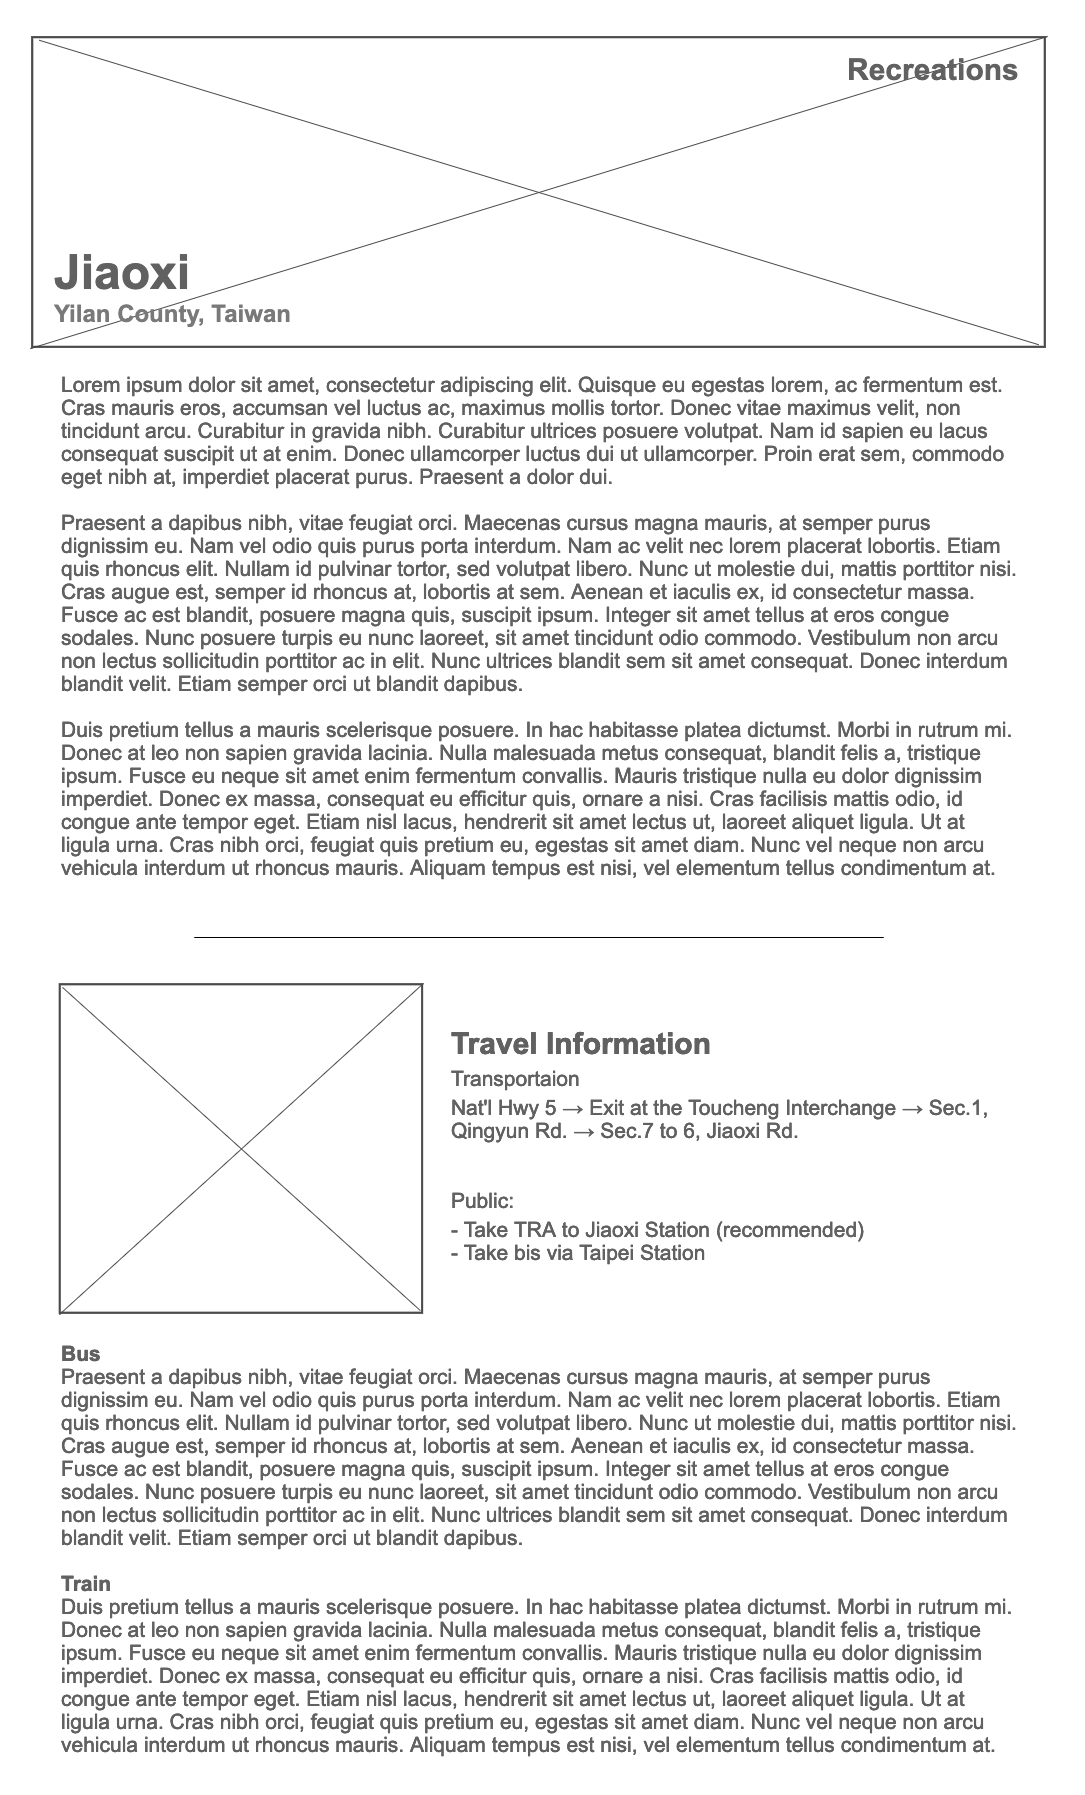 Recreations
Jiaoxi
Yilan County, Taiwan
Lorem ipsum dolor sit amet, consectetur adipiscing elit. Quisque eu egestas lorem, ac fermentum est.
Cras mauris eros, accumsan vel luctus ac, maximus mollis tortor. Donec vitae maximus velit, non
tincidunt arcu. Curabitur in gravida nibh. Curabitur ultrices posuere volutpat. Nam id sapien eu lacus
consequat suscipit ut at enim. Donec ullamcorper luctus dui ut ullamcorper. Proin erat sem, commodo
eget nibh at, imperdiet placerat purus. Praesent a dolor dui.
Praesent a dapibus nibh, vitae feugiat orci. Maecenas cursus magna mauris, at semper purus
dignissim eu. Nam vel odio quis purus porta interdum. Nam ac velit nec lorem placerat lobortis. Etiam
quis rhoncus elit. Nullam id pulvinar tortor, sed volutpat libero. Nunc ut molestie dui, mattis porttitor nisi.
Cras augue est, semper id rhoncus at, lobortis at sem. Aenean et iaculis ex, id consectetur massa.
Fusce ac est blandit, posuere magna quis, suscipit ipsum. Integer sit amet tellus at eros congue
sodales. Nunc posuere turpis eu nunc laoreet, sit amet tincidunt odio commodo. Vestibulum non arcu
non lectus sollicitudin porttitor ac in elit. Nunc ultrices blandit sem sit amet consequat. Donec interdum
blandit velit. Etiam semper orci ut blandit dapibus.
Duis pretium tellus a mauris scelerisque posuere. In hac habitasse platea dictumst. Morbi in rutrum mi.
Donec at leo non sapien gravida lacinia. Nulla malesuada metus consequat, blandit felis a, tristique
ipsum. Fusce eu neque sit amet enim fermentum convallis. Mauris tristique nulla eu dolor dignissim
imperdiet. Donec ex massa, consequat eu efficitur quis, ornare a nisi. Cras facilisis mattis odio, id
congue ante tempor eget. Etiam nisl lacus, hendrerit sit amet lectus ut, laoreet aliquet ligula. Ut at
ligula urna. Cras nibh orci, feugiat quis pretium eu, egestas sit amet diam. Nunc vel neque non arcu
vehicula interdum ut rhoncus mauris. Aliquam tempus est nisi, vel elementum tellus condimentum at.
Travel Information
Transportaion
Nat'l Hwy 5 → Exit at the Toucheng Interchange → Sec.1,
Qingyun Rd. → Sec.7 to 6, Jiaoxi Rd.
Public:
- Take TRA to Jiaoxi Station (recommended)
- Take bis via Taipei Station
Bus
Praesent a dapibus nibh, vitae feugiat orci. Maecenas cursus magna mauris, at semper purus
dignissim eu. Nam vel odio quis purus porta interdum. Nam ac velit nec lorem placerat lobortis. Etiam
quis rhoncus elit. Nullam id pulvinar tortor, sed volutpat libero. Nunc ut molestie dui, mattis porttitor nisi.
Cras augue est, semper id rhoncus at, lobortis at sem. Aenean et iaculis ex, id consectetur massa.
Fusce ac est blandit, posuere magna quis, suscipit ipsum. Integer sit amet tellus at eros congue
sodales. Nunc posuere turpis eu nunc laoreet, sit amet tincidunt odio commodo. Vestibulum non arcu
non lectus sollicitudin porttitor ac in elit. Nunc ultrices blandit sem sit amet consequat. Donec interdum
blandit velit. Etiam semper orci ut blandit dapibus.
Train
Duis pretium tellus a mauris scelerisque posuere. In hac habitasse platea dictumst. Morbi in rutrum mi.
Donec at leo non sapien gravida lacinia. Nulla malesuada metus consequat, blandit felis a, tristique
ipsum. Fusce eu neque sit amet enim fermentum convallis. Mauris tristique nulla eu dolor dignissim
imperdiet. Donec ex massa, consequat eu efficitur quis, ornare a nisi. Cras facilisis mattis odio, id
congue ante tempor eget. Etiam nisl lacus, hendrerit sit amet lectus ut, laoreet aliquet ligula. Ut at
ligula urna. Cras nibh orci, feugiat quis pretium eu, egestas sit amet diam. Nunc vel neque non arcu
vehicula interdum ut rhoncus mauris. Aliquam tempus est nisi, vel elementum tellus condimentum at.